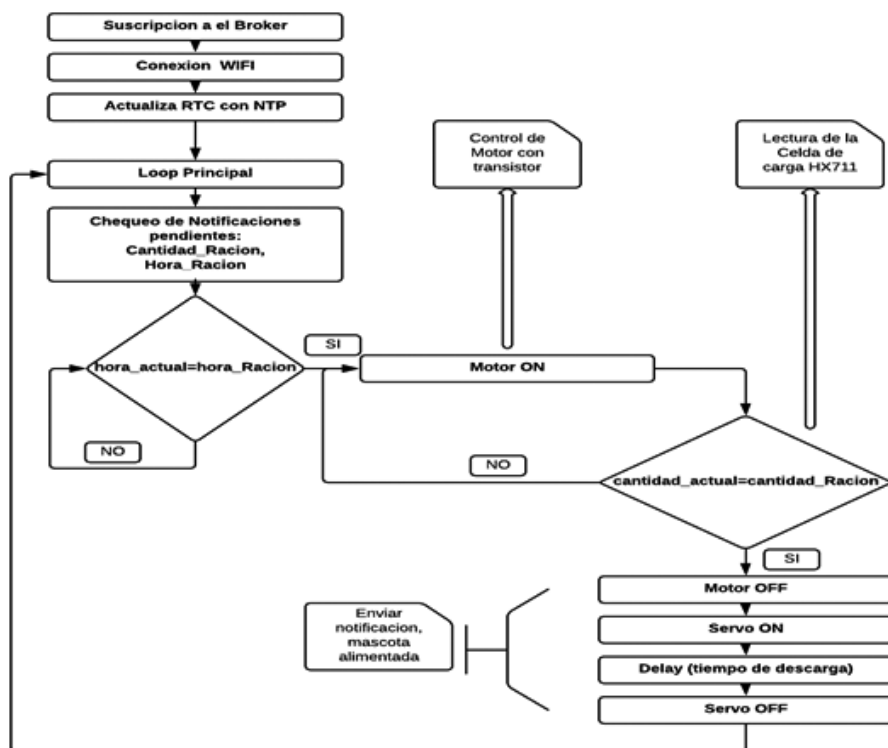 Suscripcion a el Broker
Conexion WIFI
Actualiza RTC con NTP
Loop Principal
Chequeo de Notificaciones
pendientes:
Cantidad_Racion,
Hora_Racion
hora_actual=hora_Racion
SI
NO
Control de
Motor con
transistor
Motor ON
Lectura de la
Celda de
carga HX711
cantidad_actual=cantidad_Racion
NO
SI
Motor OFF
Servo ON
Delay (tiempo de descarga)
Servo OFF
Enviar
notificacion,
mascota
alimentada